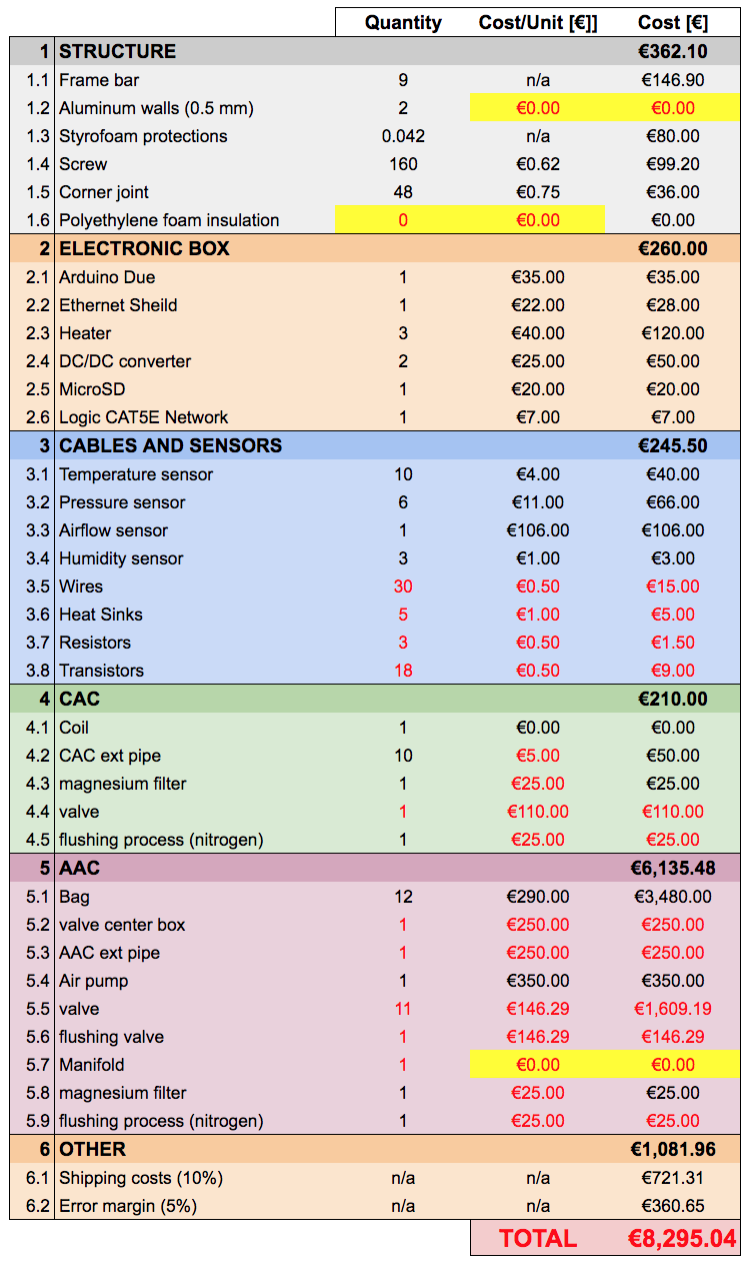 Quantity Cost/Unit [€]] Cost [€]
1 STRUCTURE €362.10
1.1 Frame bar 9 n/a €146.90
1.2 Aluminum walls (0.5 mm) 2 €0.00 €0.00
1.3 Styrofoam protections 0.042 n/a €80.00
1.4 Screw 160 €0.62 €99.20
1.5 Corner joint 48 €0.75 €36.00
1.6 Polyethylene foam insulation 0 €0.00 €0.00
2 ELECTRONIC BOX €260.00
2.1 Arduino Due 1 €35.00 €35.00
2.2 Ethernet Sheild 1 €22.00 €28.00
2.3 Heater 3 €40.00 €120.00
2.4 DC/DC converter 2 €25.00 €50.00
2.5 MicroSD 1 €20.00 €20.00
2.6 Logic CAT5E Network 1 €7.00 €7.00
3 CABLES AND SENSORS €245.50
3.1 Temperature sensor 10 €4.00 €40.00
3.2 Pressure sensor 6 €11.00 €66.00
3.3 Airflow sensor 1 €106.00 €106.00
3.4 Humidity sensor 3 €1.00 €3.00
3.5 Wires 30 €0.50 €15.00
3.6 Heat Sinks 5 €1.00 €5.00
3.7 Resistors 3 €0.50 €1.50
3.8 Transistors 18 €0.50 €9.00
4 CAC €210.00
4.1 Coil 1 €0.00 €0.00
4.2 CAC ext pipe 10 €5.00 €50.00
4.3 magnesium filter 1 €25.00 €25.00
4.4 valve 1 €110.00 €110.00
4.5 flushing process (nitrogen) 1 €25.00 €25.00
5 AAC €6,135.48
5.1 Bag 12 €290.00 €3,480.00
5.2 valve center box 1 €250.00 €250.00
5.3 AAC ext pipe 1 €250.00 €250.00
5.4 Air pump 1 €350.00 €350.00
5.5 valve 11 €146.29 €1,609.19
5.6 flushing valve 1 €146.29 €146.29
5.7 Manifold 1 €0.00 €0.00
5.8 magnesium filter 1 €25.00 €25.00
5.9 flushing process (nitrogen) 1 €25.00 €25.00
6 OTHER €1,081.96
6.1 Shipping costs (10%) n/a n/a €721.31
6.2 Error margin (5%) n/a n/a €360.65
TOTAL €8,295.04